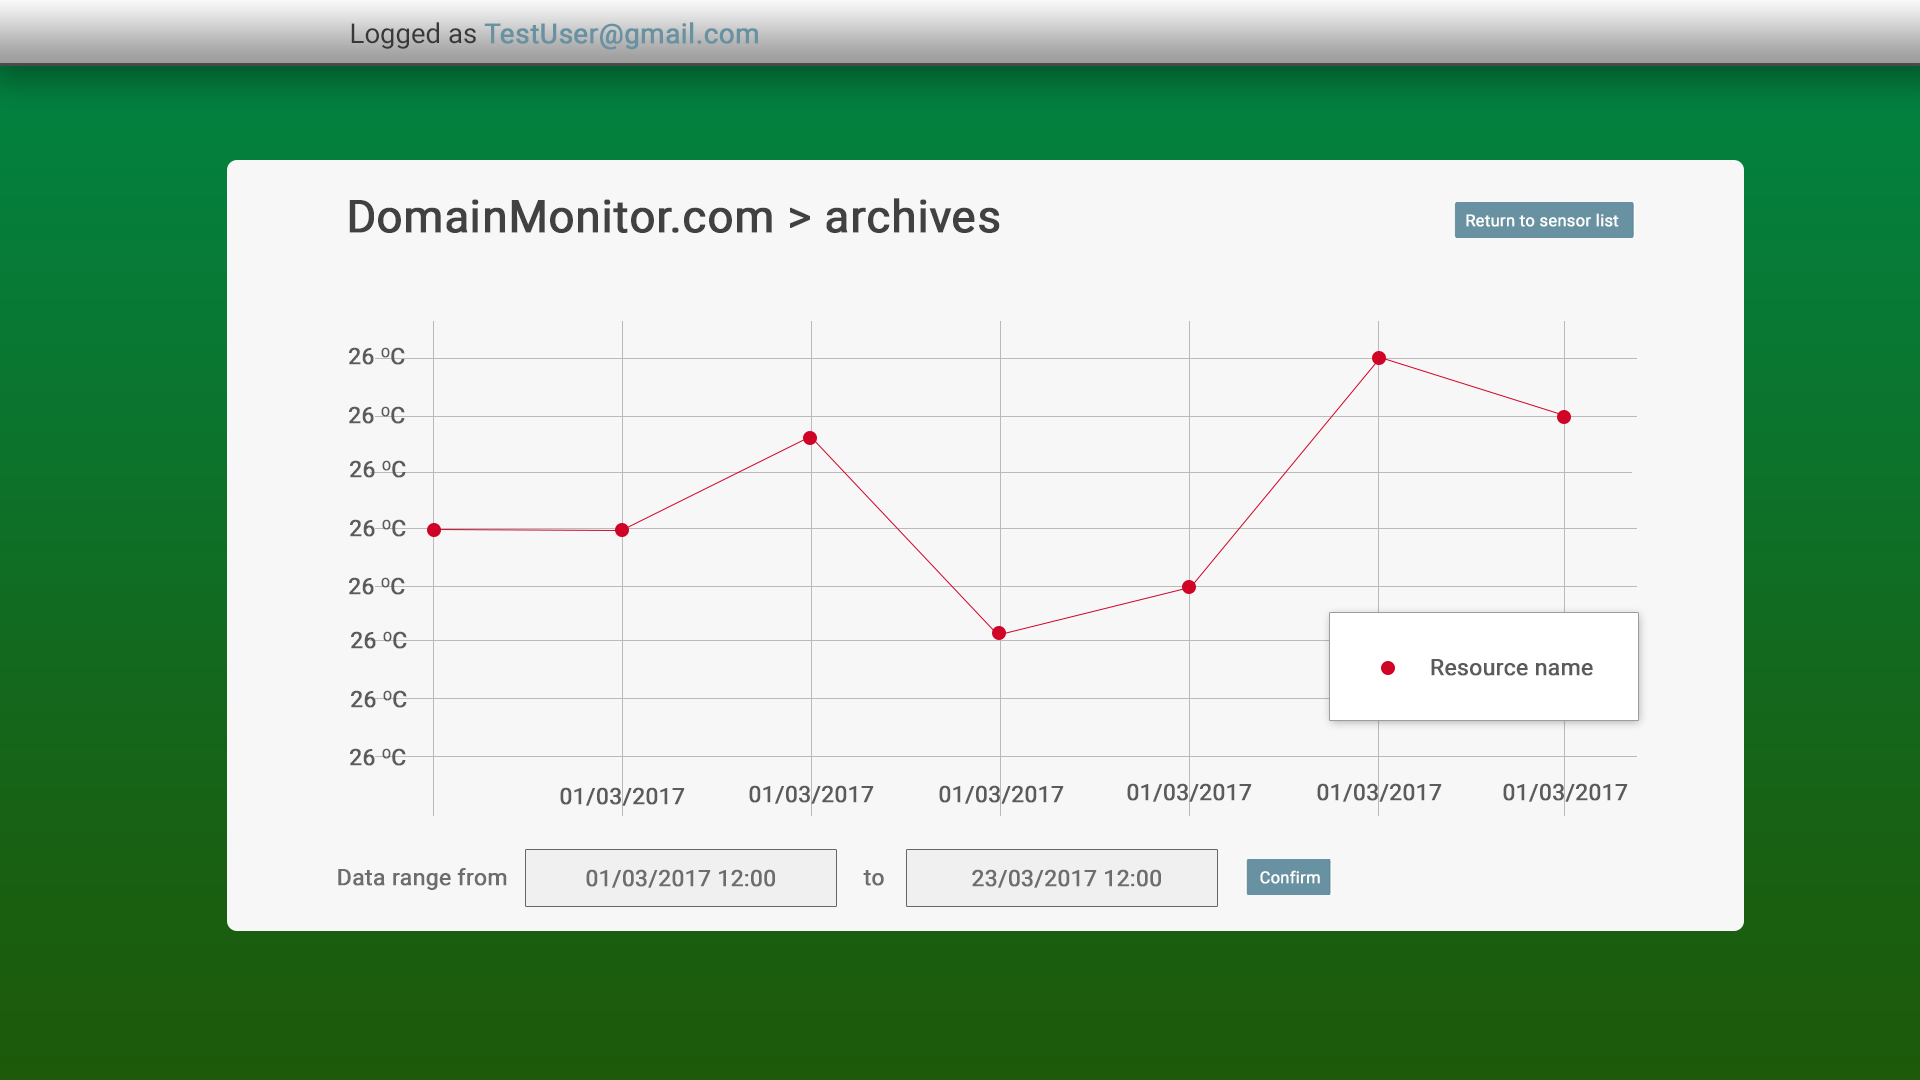 Logged as TestUser@gmail.com
DomainMonitor.com > archives
Return to sensor list
26 ºC
26 ºC
26 ºC
26 ºC
26 ºC
26 ºC
26 ºC
26 ºC
Resource name
01/03/2017 01/03/2017 01/03/2017 01/03/2017 01/03/2017 01/03/2017
Data range from 01/03/2017 12:00 to 23/03/2017 12:00 Confirm